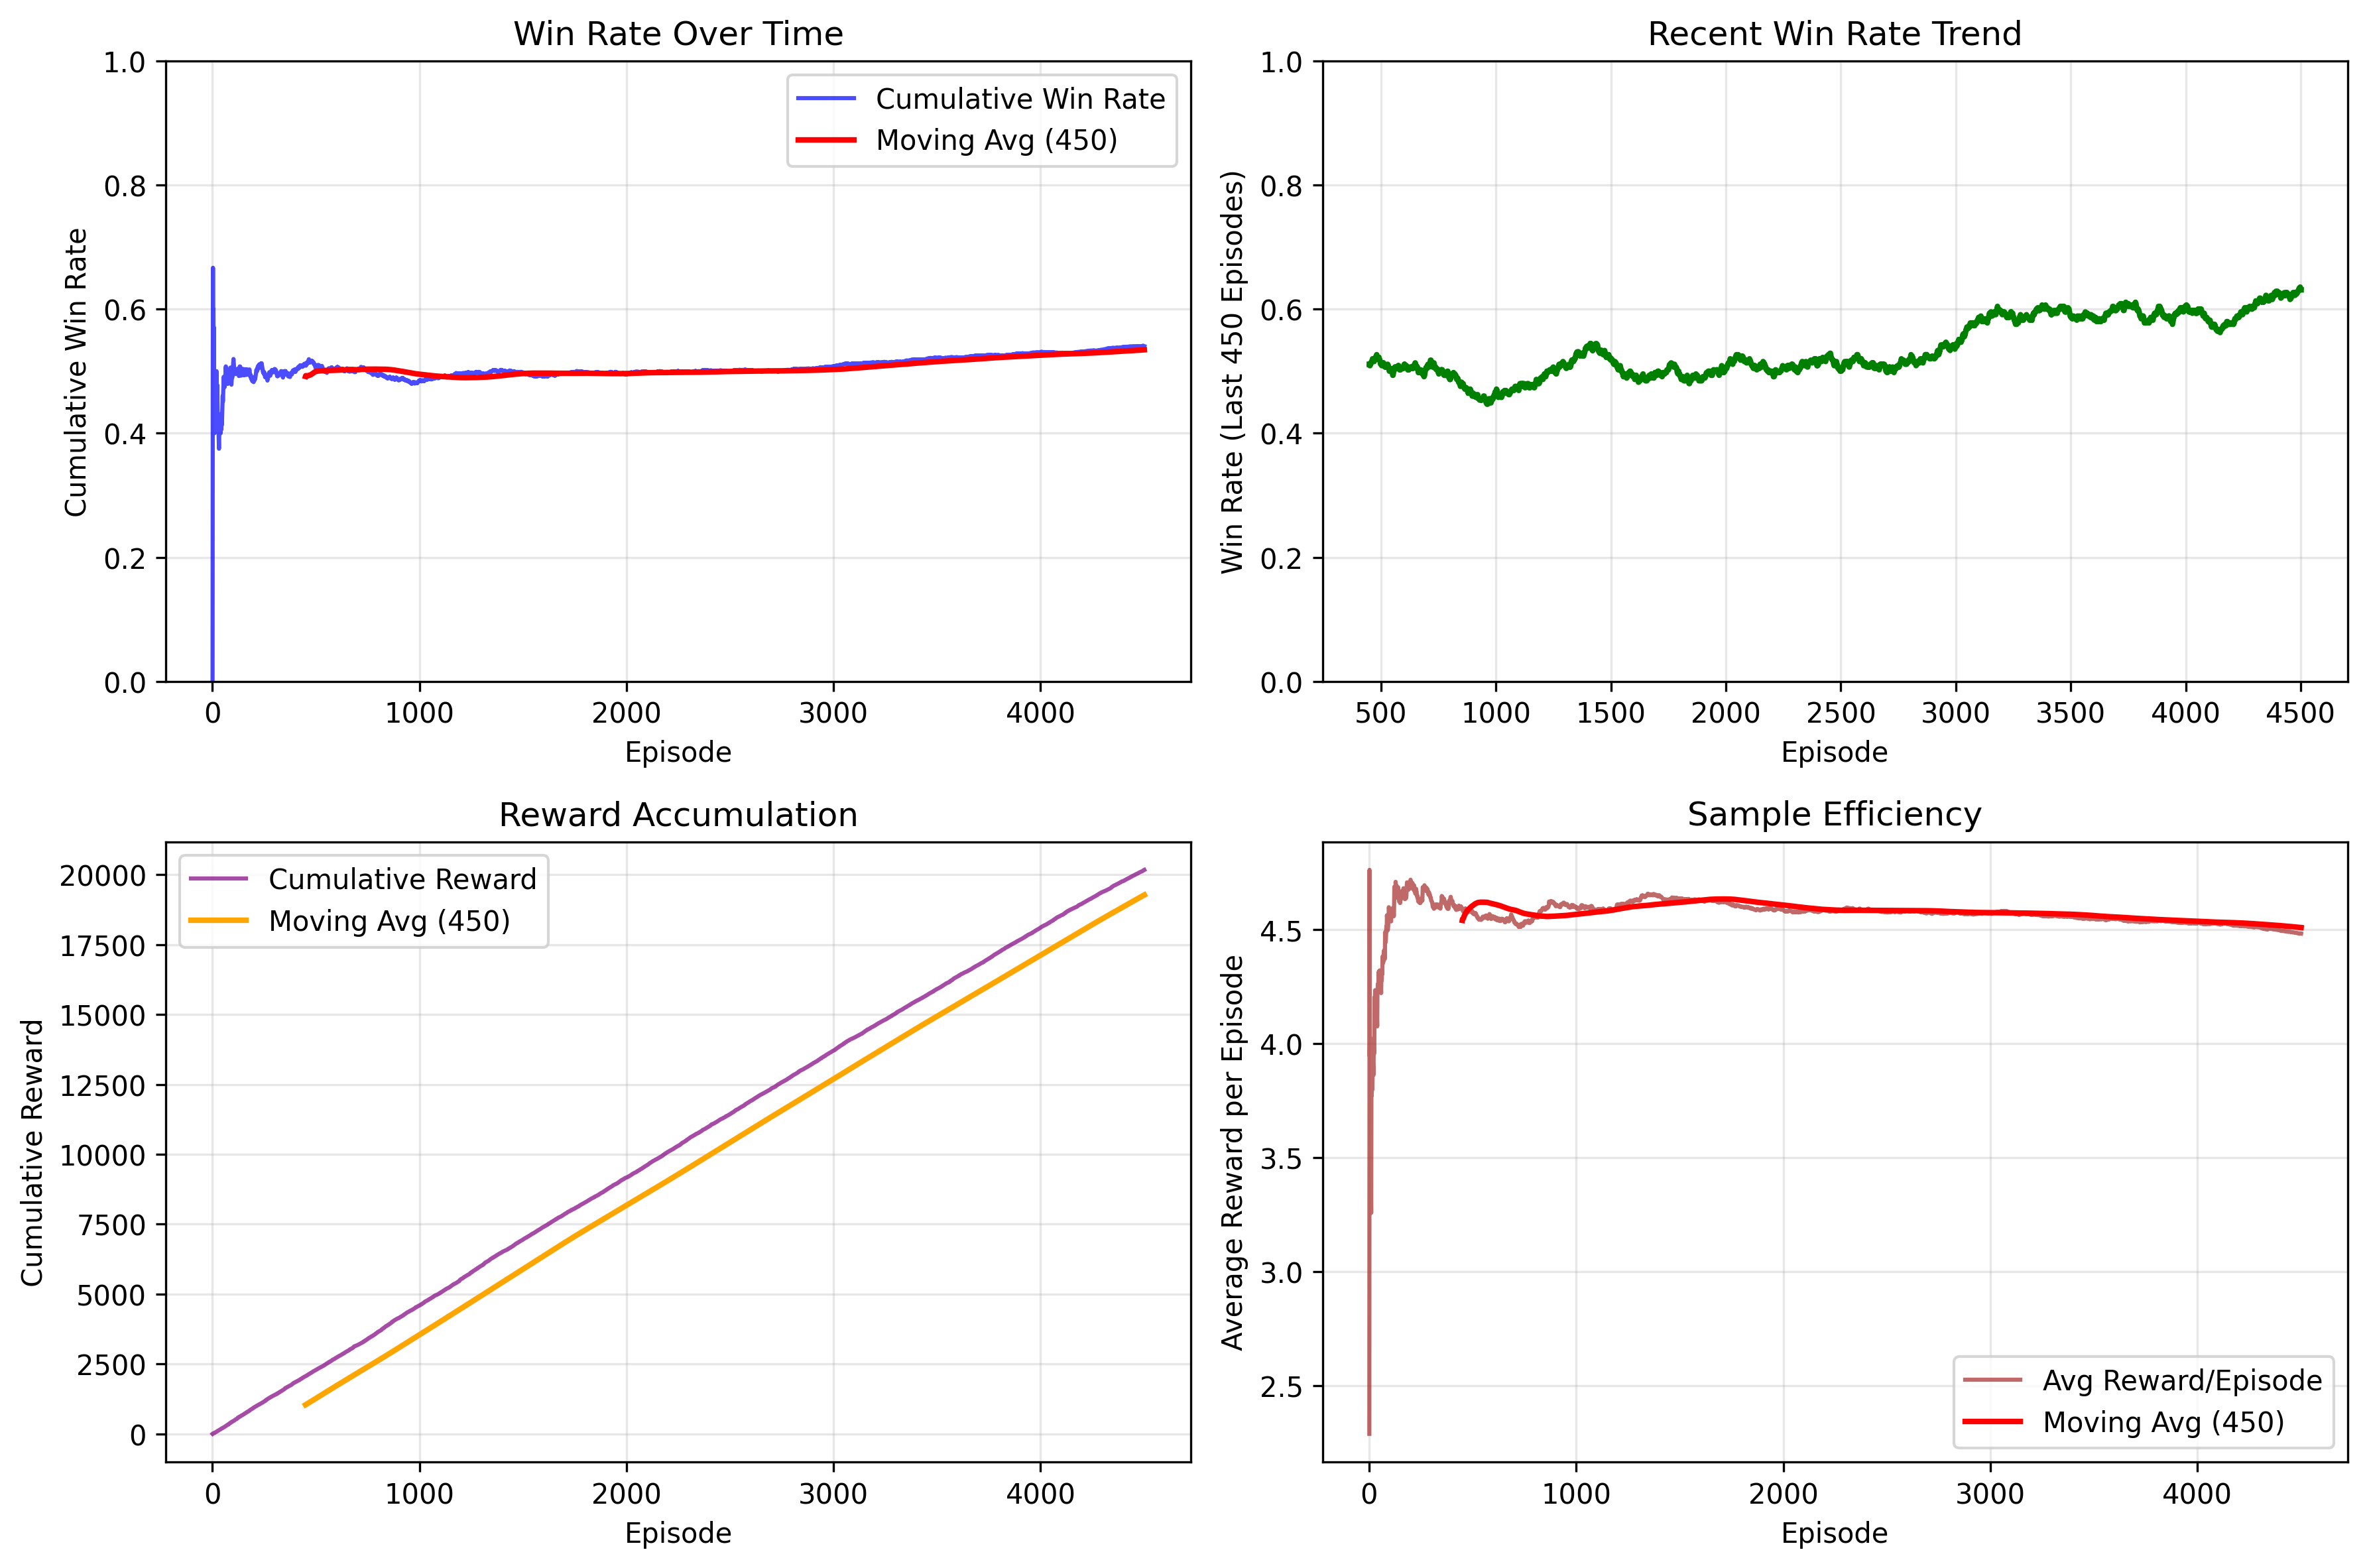 Win Rate Over Time
Cumulative Win Rate
1.0
0.8
0.6
0.4
0.2
0.0
Cumulative Win Rate
Moving Avg (450)
0 1000 2000 3000 4000
Episode
Recent Win Rate Trend
Win Rate (Last 450 Episodes)
1.0
0.8
0.6
0.4
0.2
0.0
500 1000 1500 2000 2500 3000 3500 4000 4500
Episode
Reward Accumulation
Cumulative Reward
20000
17500
15000
12500
10000
7500
5000
2500
0
Cumulative Reward
Moving Avg (450)
0 1000 2000 3000 4000
Episode
Sample Efficiency
Average Reward per Episode
4.5
4.0
3.5
3.0
2.5
Avg Reward/Episode
Moving Avg (450)
0 1000 2000 3000 4000
Episode